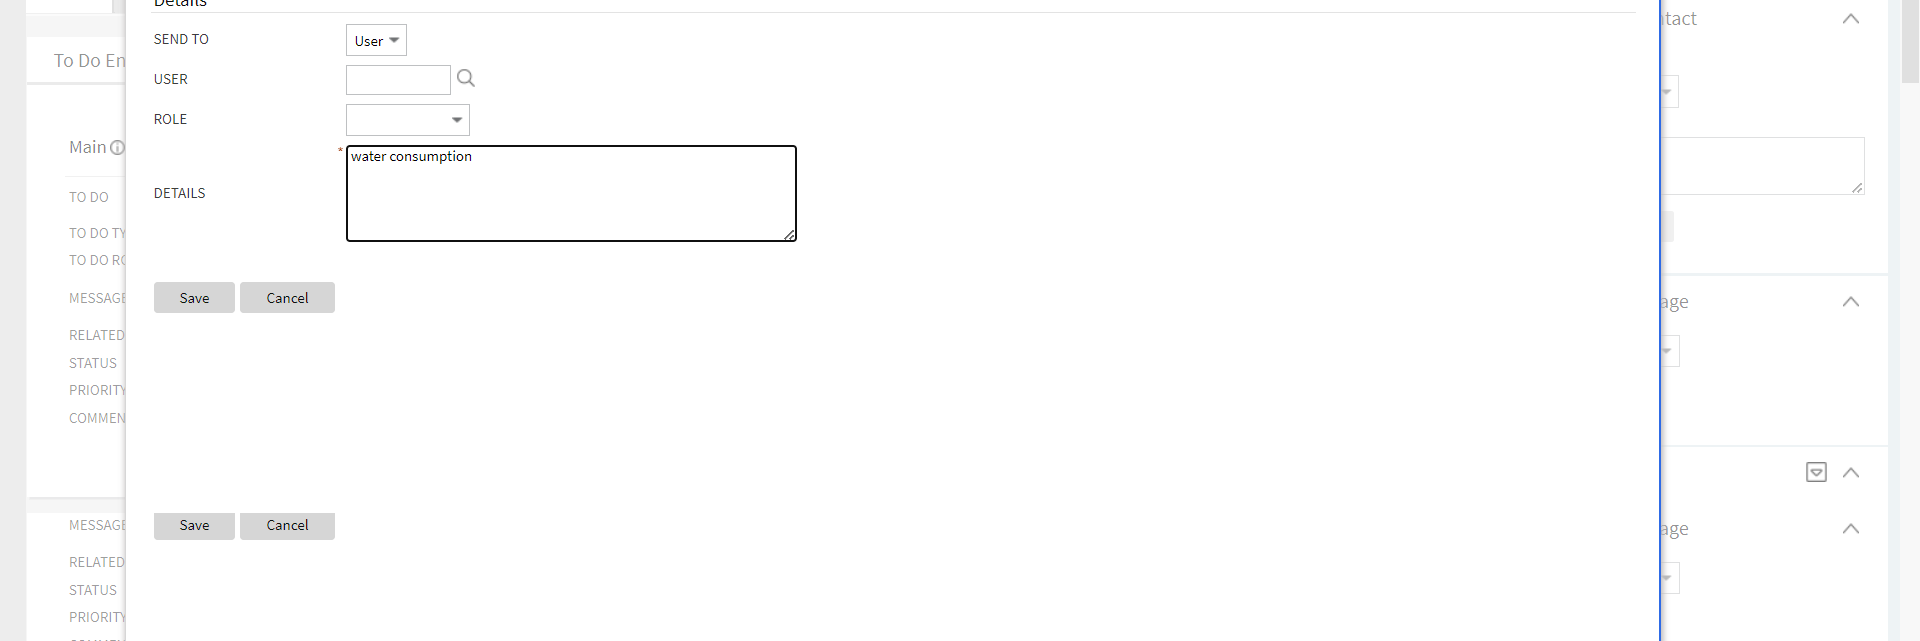 Details
SEND TO
User
USER
ROLE
* water consumption
DETAILS
Save Cancel
Save Cancel
To Do En
Main
TO DO
TO DO TY
TO DO RO
MESSAGE
RELATED
STATUS
PRIORITY
COMMEN
MESSAGE
RELATED
STATUS
PRIORITY
ntact
age
age